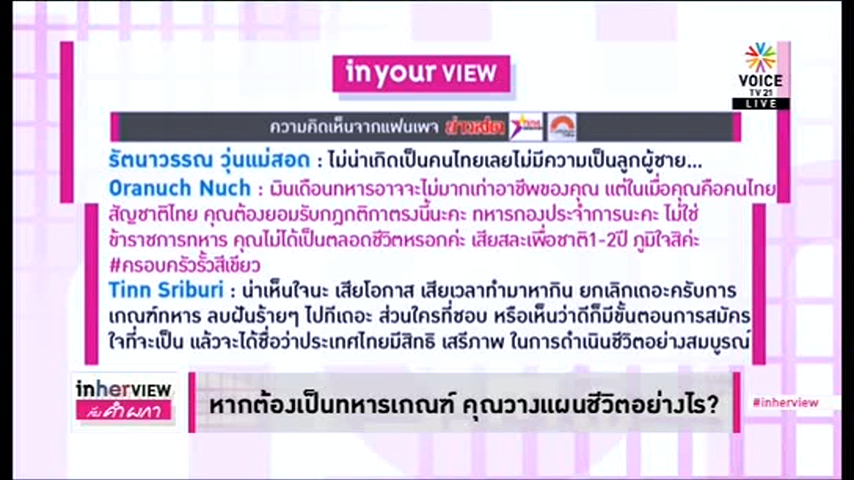 in your VIEW
VOICE
TV 21
LIVE
ความคิดเห็นจากแฟนเพจ ข่าวสด
รัตนาวรรณ วุ่นแม่สอด : ไม่น่าเกิดเป็นคนไทยเลยไม่มีความเป็นลูกผู้ชาย...
Oranuch Nuch : เงินเดือนทหารอาจจะไม่มากเท่าอาชีพของคุณ แต่ในเมื่อคุณคือคนไทย
สัญชาติไทย คุณต้องยอมรับกฎกติกาตรงนี้นะคะ ทหารกองประจำการนะคะ ไม่ใช่
ข้าราชการทหาร คุณไม่ได้เป็นตลอดชีวิตหรอกค่ะ เสียสละเพื่อชาติ1-2ปี ภูมิใจสิค่ะ
#ครอบครัวรั้วสีเขียว
Tinn Sriburi : น่าเห็นใจนะ เสียโอกาส เสียเวลาทำมาหากิน ยกเลิกเถอะครับการ
เกณฑ์ทหาร ลบฝันร้ายๆ ไปทีเถอะ ส่วนใครที่ชอบ หรือเห็นว่าดีก็มีขั้นตอนการสมัคร
ใจที่จะเป็น แล้วจะได้ชื่อว่าประเทศไทยมีสิทธิ เสรีภาพ ในการดำเนินชีวิตอย่างสมบูรณ์
inherVIEW
กับคำผกา
หากต้องเป็นทหารเกณฑ์ คุณวางแผนชีวิตอย่างไร?
#inherview